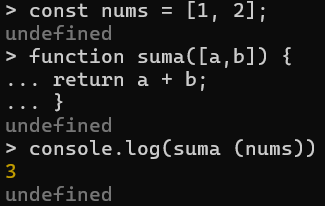 > const nums = [1, 2];
undefined
> function suma([a,b]) {
... return a + b;
... }
undefined
> console.log(suma (nums))
3
undefined